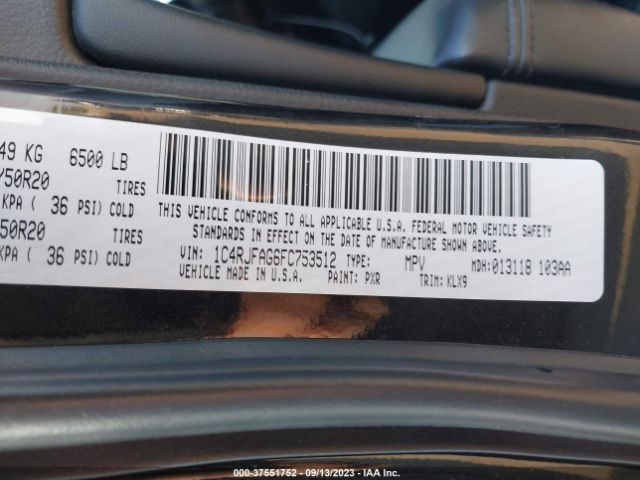 49 KG 6500 LB
/50R20 TIRES
KPA ( 36 PSI) COLD
50R20 TIRES
KPA ( 36 PSI) COLD
THIS VEHICLE CONFORMS TO ALL APPLICABLE U.S.A. FEDERAL MOTOR VEHICLE SAFETY
STANDARDS IN EFFECT ON THE DATE OF MANUFACTURE SHOWN ABOVE.
VIN: 1C4RJFAG6FC753512 TYPE: MPV MDH:013118 103AA
VEHICLE MADE IN U.S.A. PAINT: PXR TRIM: KLX9
000-37551752 - 09/13/2023 - IAA Inc.